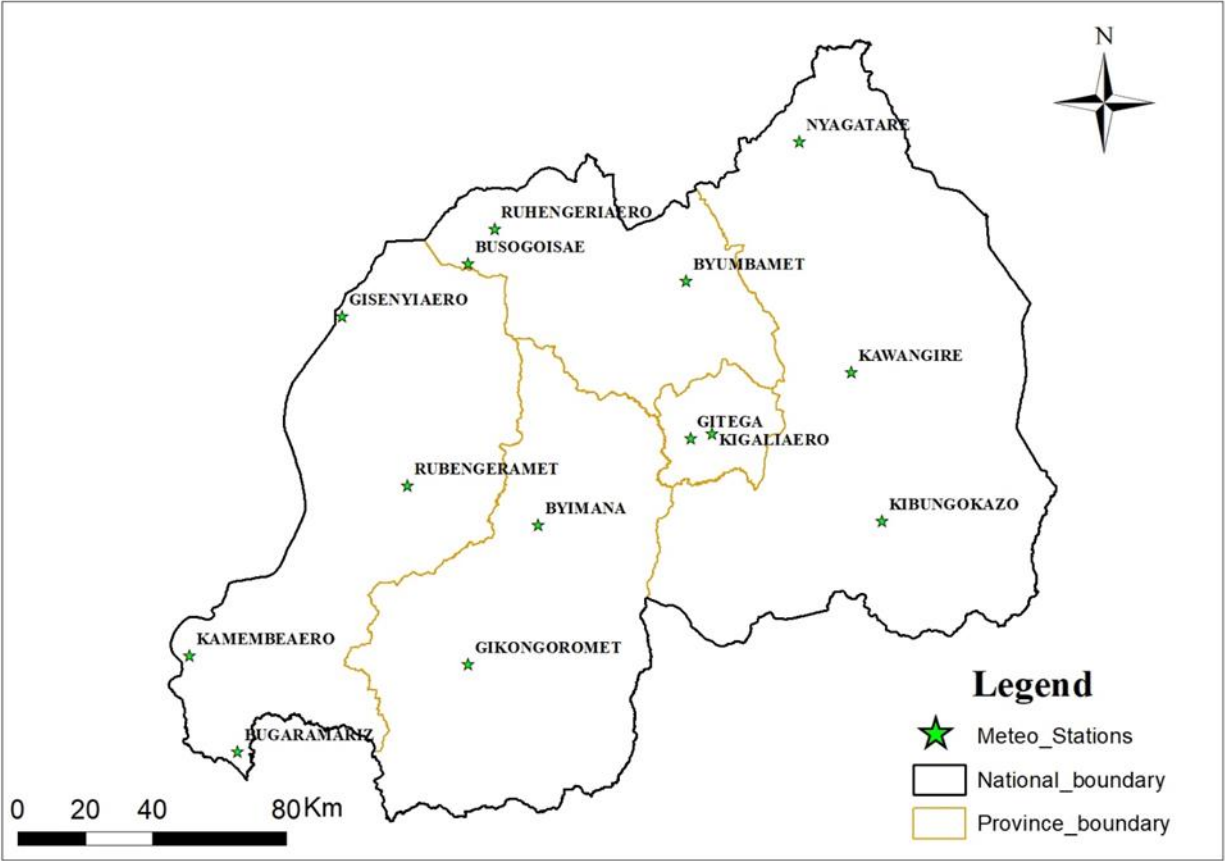 N
NYAGATARE
RUHENGERIAERO
BUSOGOISAE
BYUMBAMET
GISENYIAERO
KAWANGIRE
GITEGA
KIGALIAERO
RUBENGERAMET
BYIMANA
KIBUNGOKAZO
KAMEMBEAERO
GIKONGOROMET
BUGARAMARIZ
Legend
Meteo_Stations
National_boundary
Province_boundary
0 20 40 80 Km